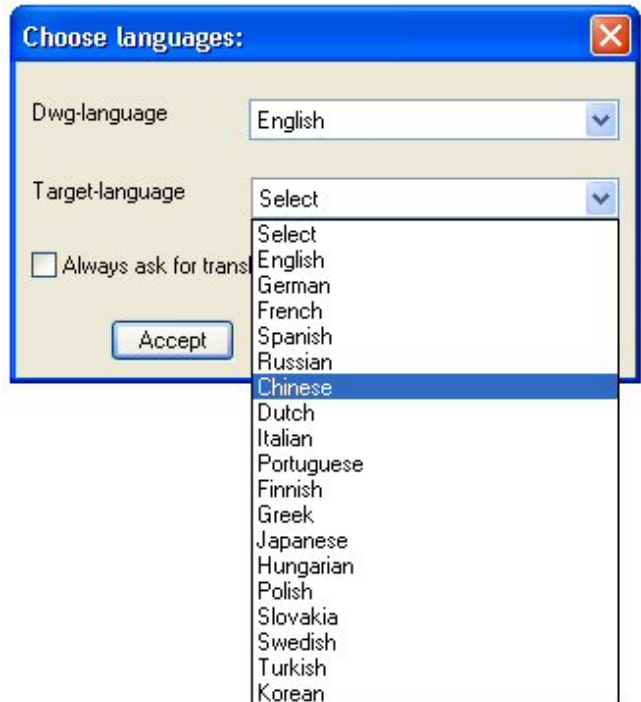 Choose languages:
Dwg-language
English
Target-language
Select
Always ask for transl
Accept
Select
English
German
French
Spanish
Russian
Chinese
Dutch
Italian
Portuguese
Finnish
Greek
Japanese
Hungarian
Polish
Slovakia
Swedish
Turkish
Korean